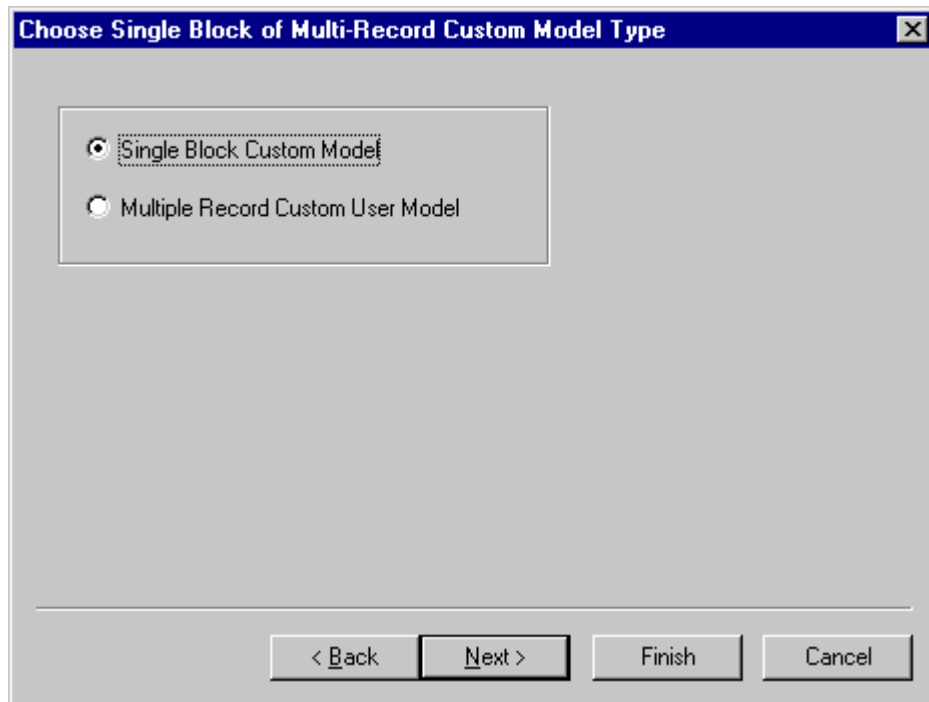 Choose Single Block of Multi-Record Custom Model Type
Single Block Custom Model
Multiple Record Custom User Model
< Back Next > Finish Cancel